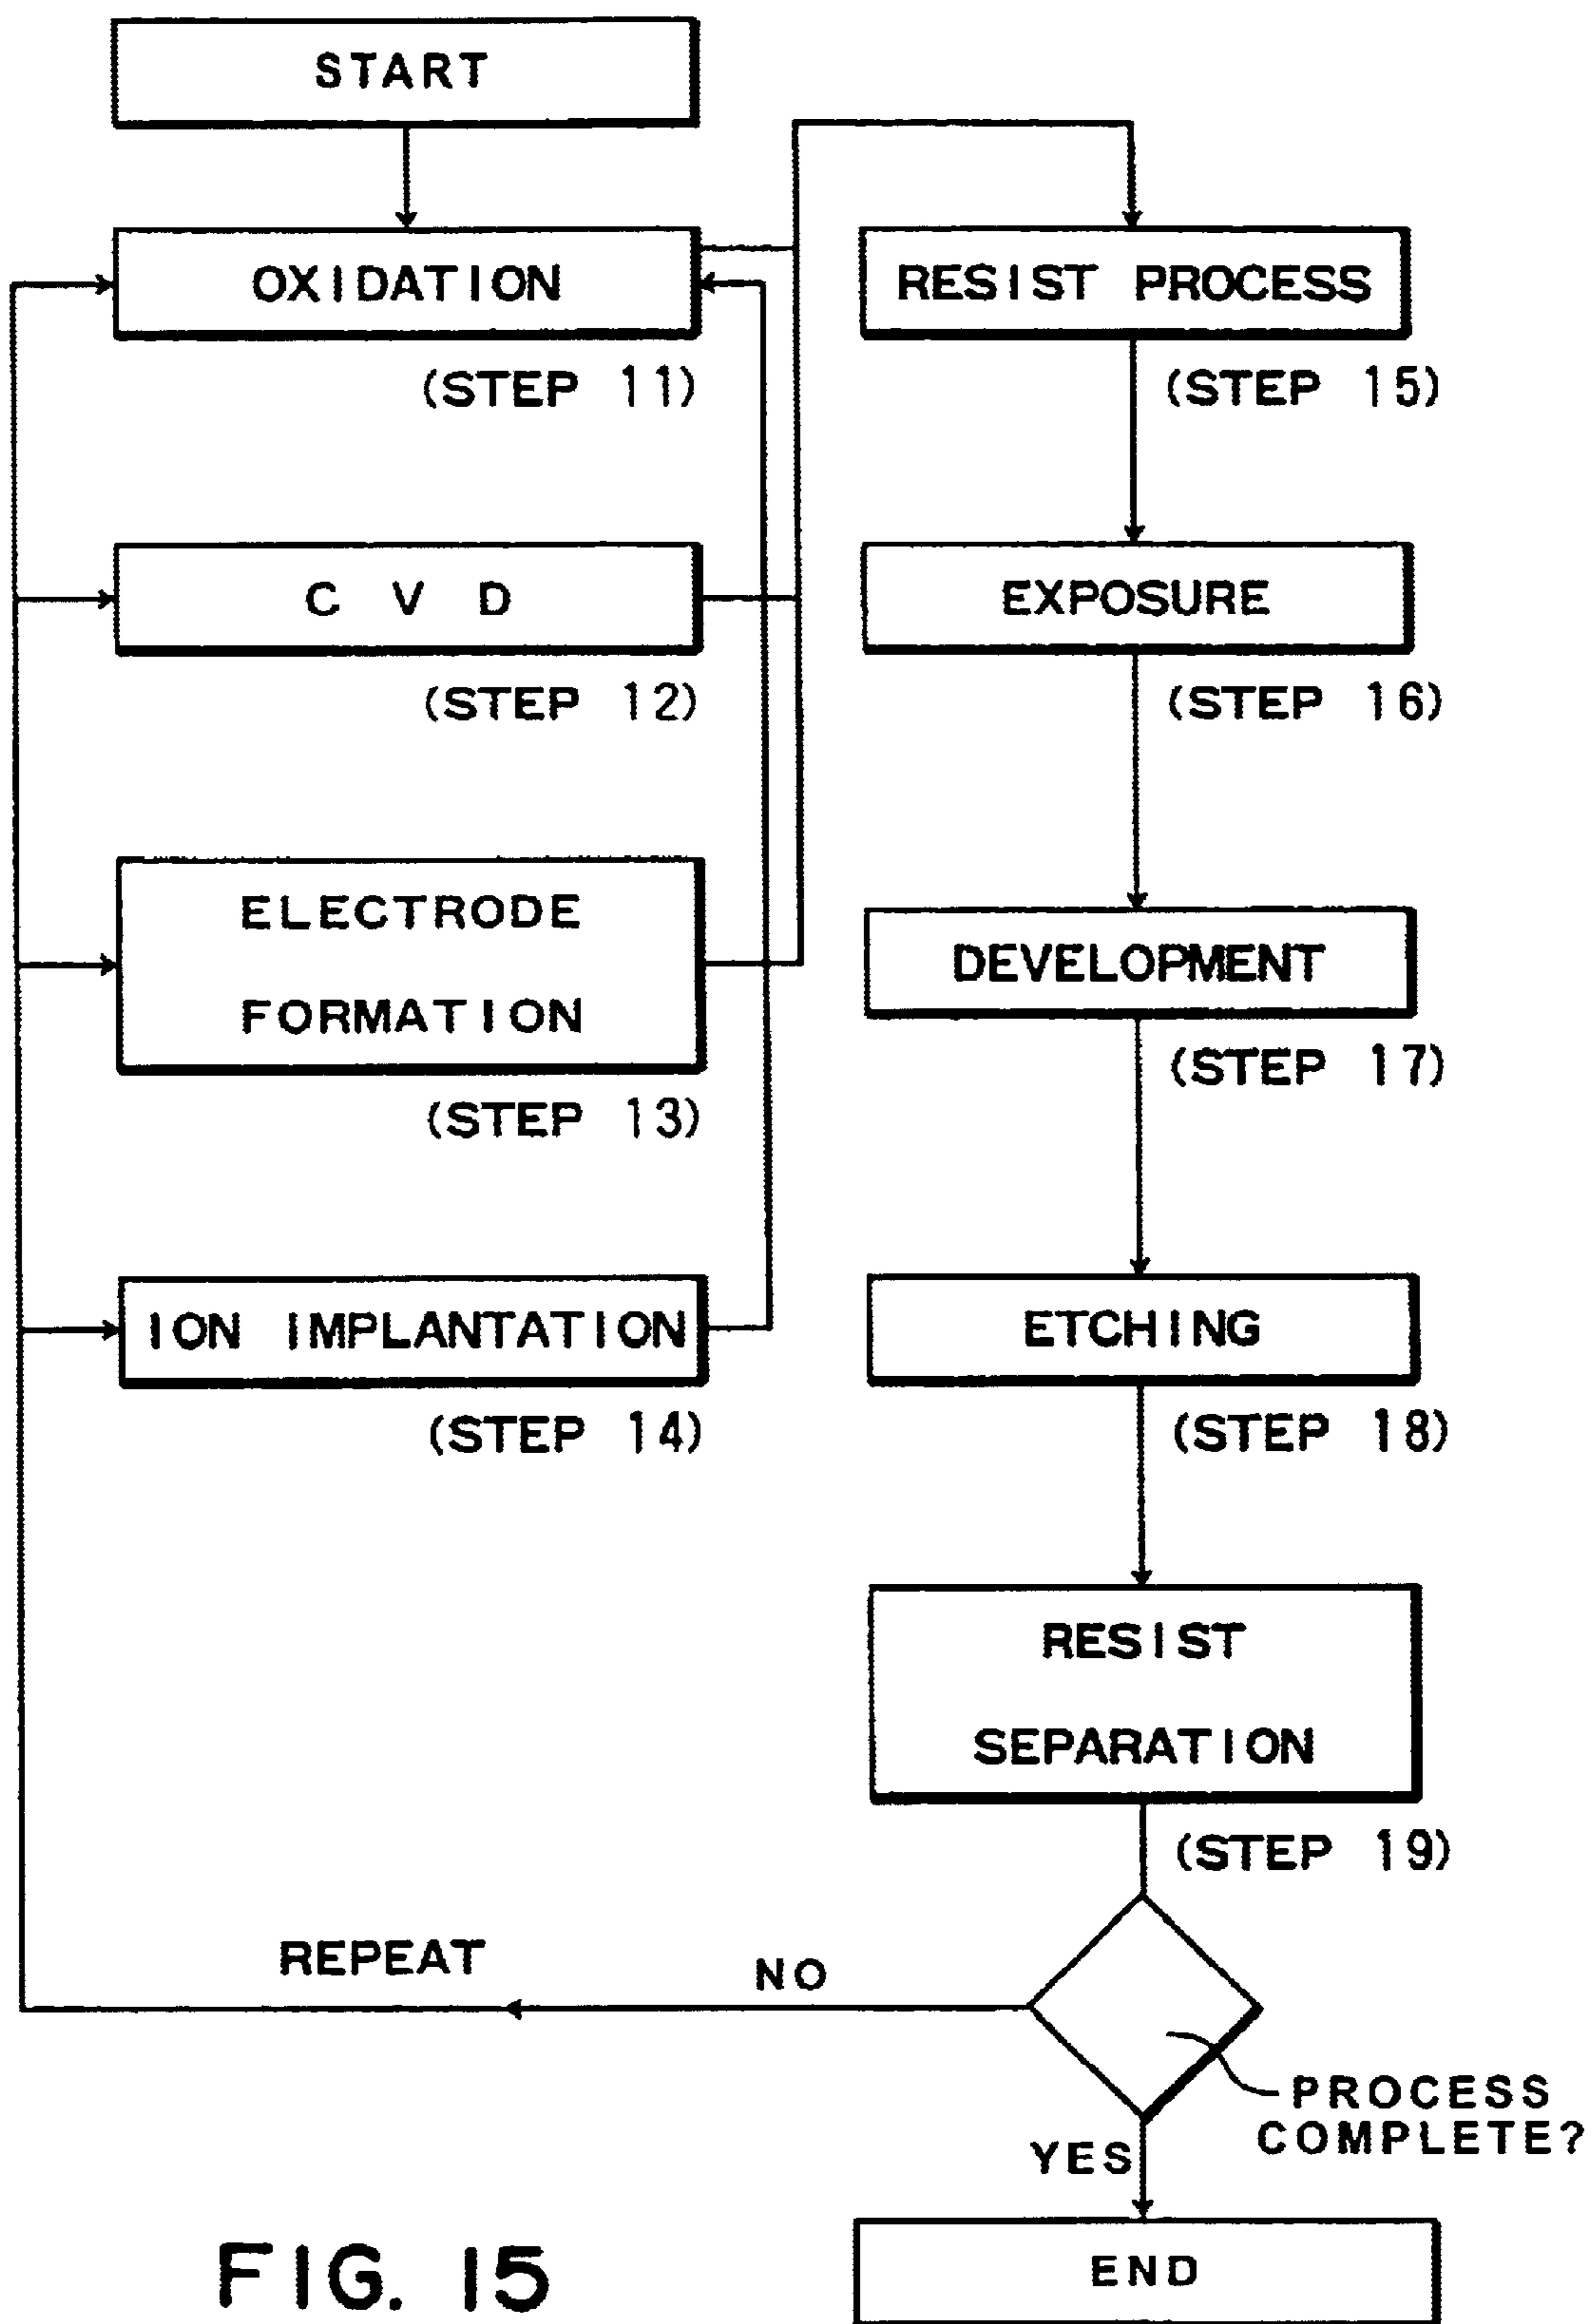 START
OXIDATION
(STEP 11)
C V D
(STEP 12)
ELECTRODE
FORMATION
(STEP 13)
ION IMPLANTATION
(STEP 14)
RESIST PROCESS
(STEP 15)
EXPOSURE
(STEP 16)
DEVELOPMENT
(STEP 17)
ETCHING
(STEP 18)
RESIST
SEPARATION
(STEP 19)
REPEAT
NO
PROCESS
COMPLETE?
YES
END
FIG. 15